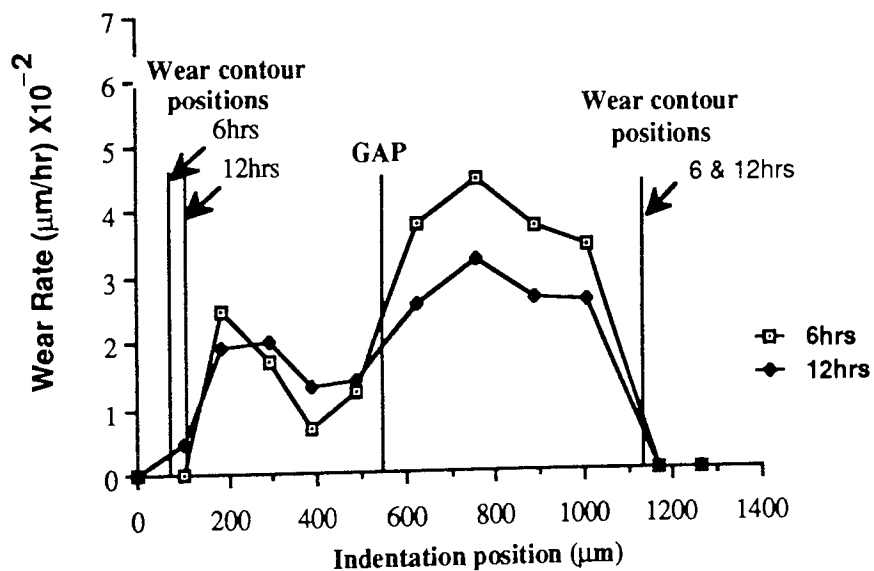 Wear Rate (µm/hr) X10⁻²
7
6
5
4
3
2
1
0
Wear contour
positions
6hrs
12hrs
GAP
Wear contour
positions
6 & 12hrs
6hrs
12hrs
0
200
400
600
800
1000
1200
1400
Indentation position (µm)